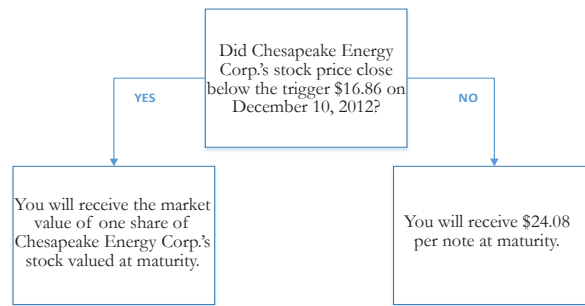 Did Chesapeake Energy
Corp.'s stock price close
below the trigger $16.86 on
December 10, 2012?
YES
NO
You will receive the market
value of one share of
Chesapeake Energy Corp.'s
stock valued at maturity.
You will receive $24.08
per note at maturity.